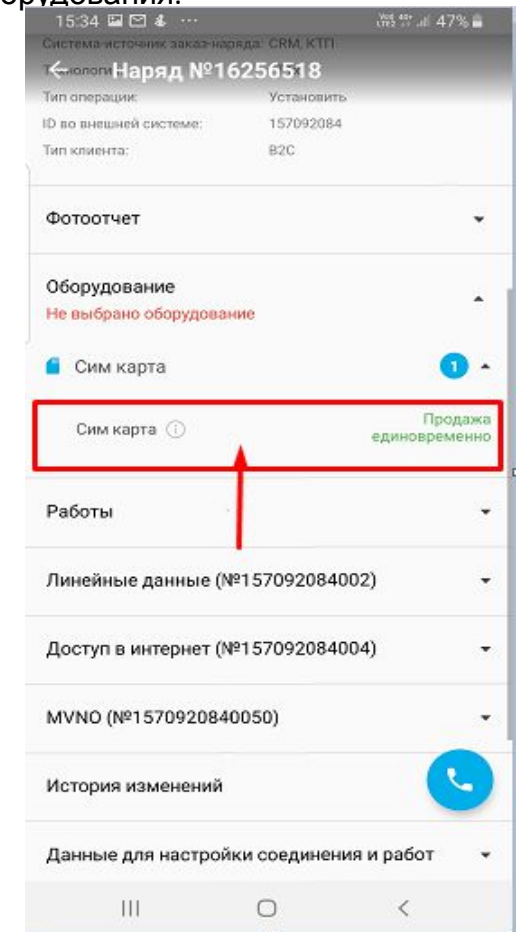 орудования.
15:34 47%
Система-источник заказ-наряда: CRM, КТП
Наряд №16256518
Тип операции: Установить
ID во внешней системе: 157092084
Тип клиента: B2C
Фотоотчет
Оборудование
Не выбрано оборудование
Сим карта 1
Сим карта Продажа
единовременно
Работы
Линейные данные (№157092084002)
Доступ в интернет (№157092084004)
MVNO (№1570920840050)
История изменений
Данные для настройки соединения и работ